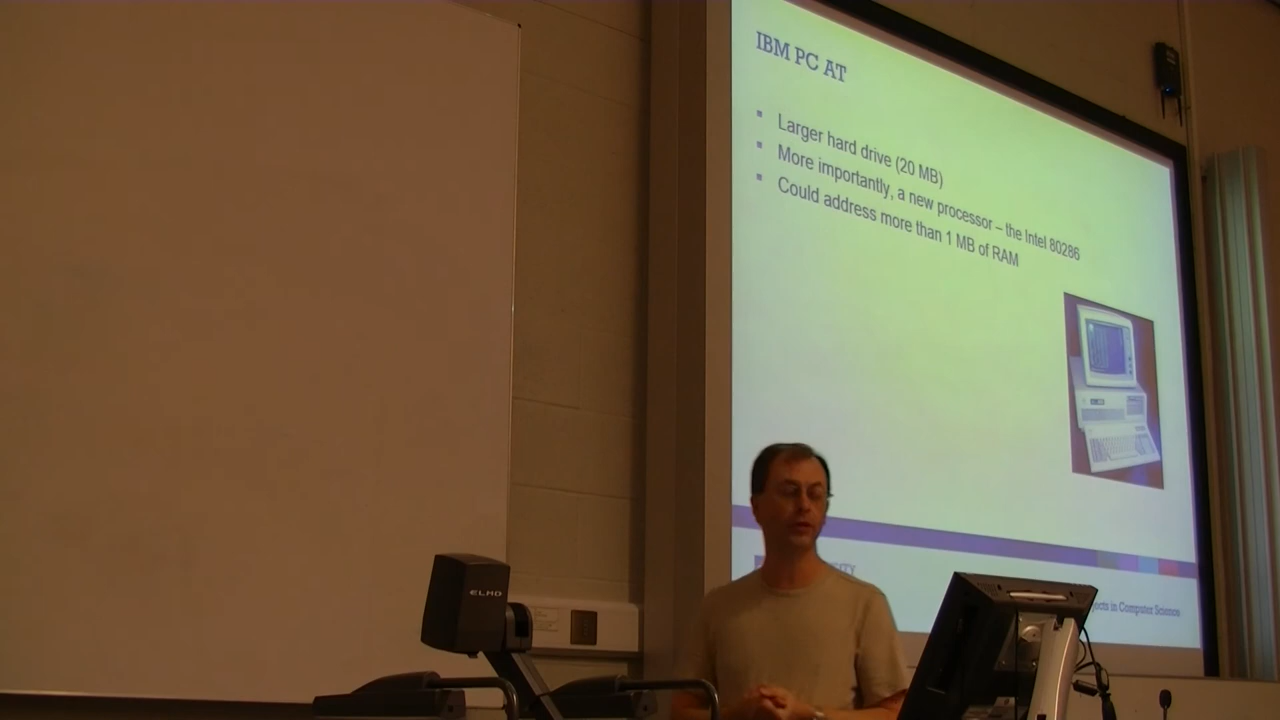 IBM PC AT
▪ Larger hard drive (20 MB)
▪ More importantly, a new processor – the Intel 80286
▪ Could address more than 1 MB of RAM
ELMO
in Computer Science